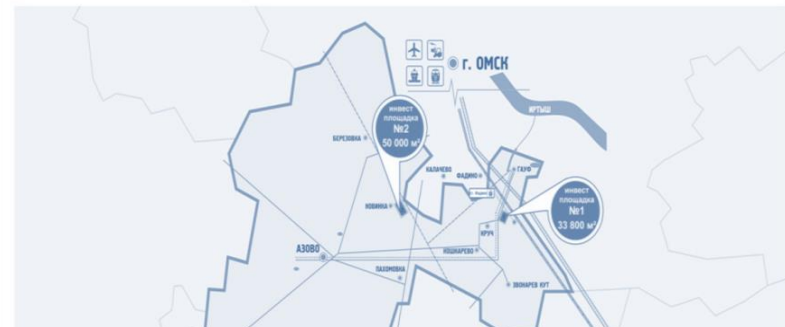 г. ОМСК
ИРТЫШ
ИНВЕСТ
ПЛОЩАДКА
№2
50 000 м²
БЕРЕЗОВКА
КАЛАЧЕВО
ФАДИНО
ГАУФ
ИНВЕСТ
ПЛОЩАДКА
№1
33 800 м²
НОВИНКА
КРУЧ
АЗОВО
КОШКАРЕВО
ПАХОМОВКА
ЗВОНАРЕВ КУТ